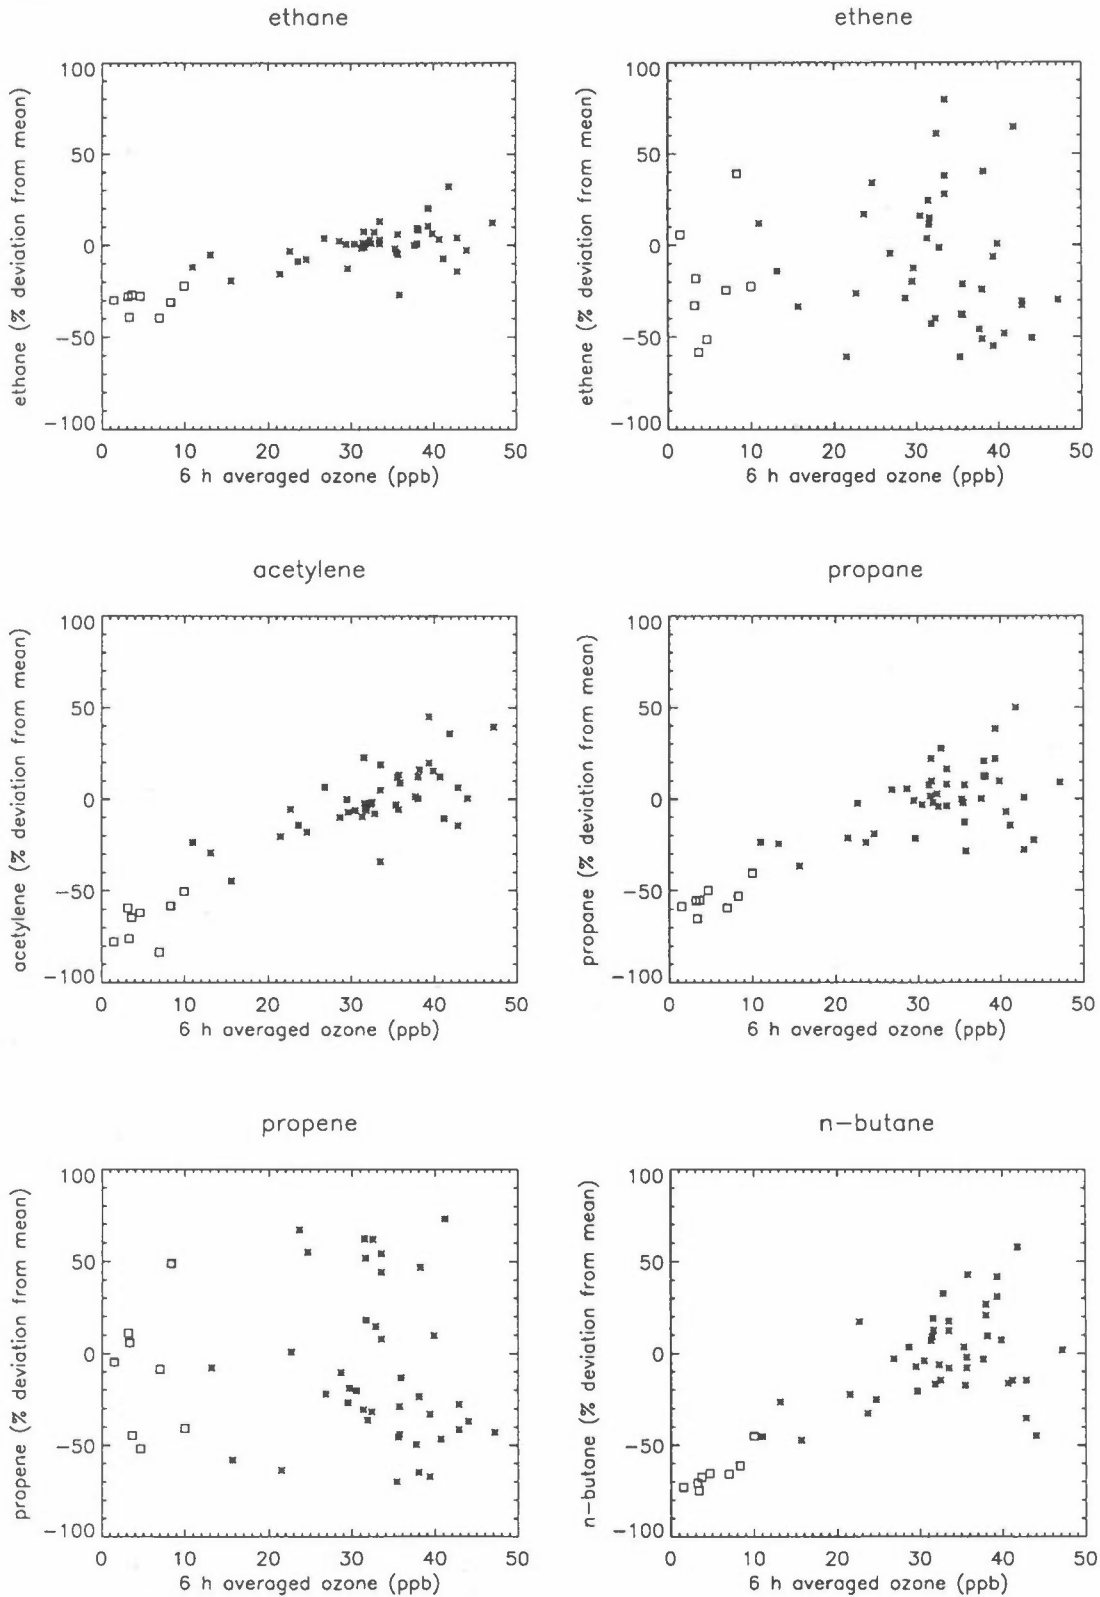 ethane
ethene
100
50
0
−50
−100
ethane (% deviation from mean)
0 10 20 30 40 50
6 h averaged ozone (ppb)
100
50
0
−50
−100
ethene (% deviation from mean)
0 10 20 30 40 50
6 h averaged ozone (ppb)
acetylene
propane
100
50
0
−50
−100
acetylene (% deviation from mean)
0 10 20 30 40 50
6 h averaged ozone (ppb)
100
50
0
−50
−100
propane (% deviation from mean)
0 10 20 30 40 50
6 h averaged ozone (ppb)
propene
n−butane
100
50
0
−50
−100
propene (% deviation from mean)
0 10 20 30 40 50
6 h averaged ozone (ppb)
100
50
0
−50
−100
n−butane (% deviation from mean)
0 10 20 30 40 50
6 h averaged ozone (ppb)